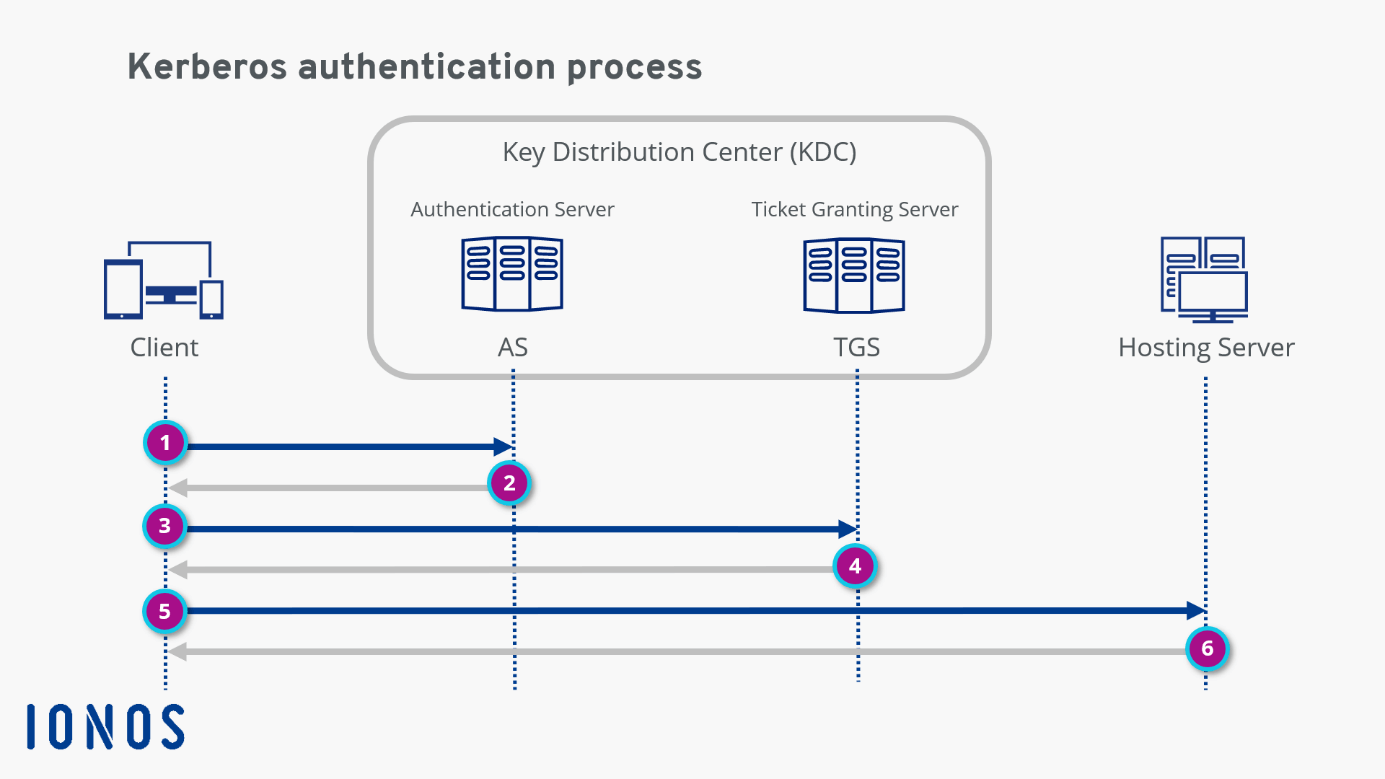 Kerberos authentication process
Key Distribution Center (KDC)
Authentication Server
Ticket Granting Server
Client
AS
TGS
Hosting Server
1
2
3
4
5
6
IONOS